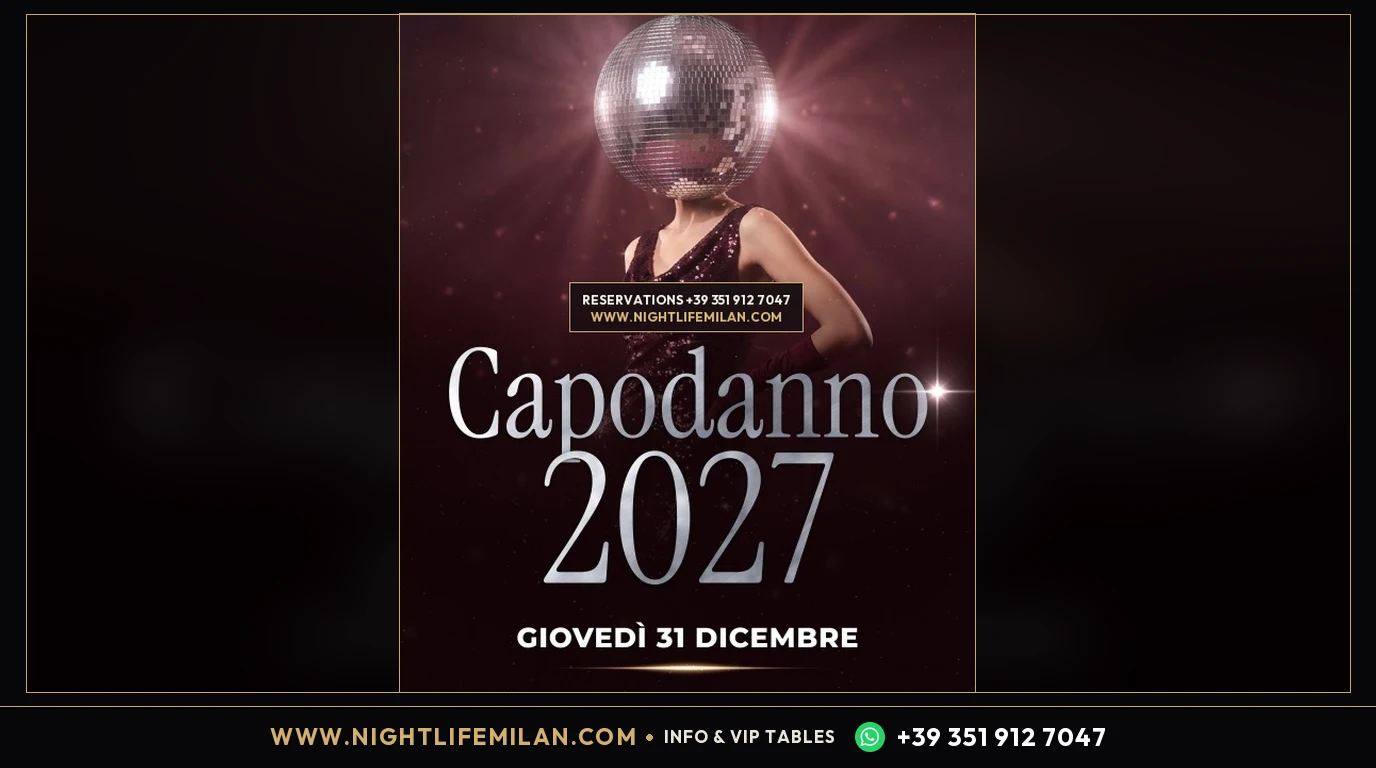 RESERVATIONS +39 351 912 7047
WWW.NIGHTLIFEMILAN.COM
Capodanno
2027
GIOVEDÌ 31 DICEMBRE
WWW.NIGHTLIFEMILAN.COM • INFO & VIP TABLES +39 351 912 7047